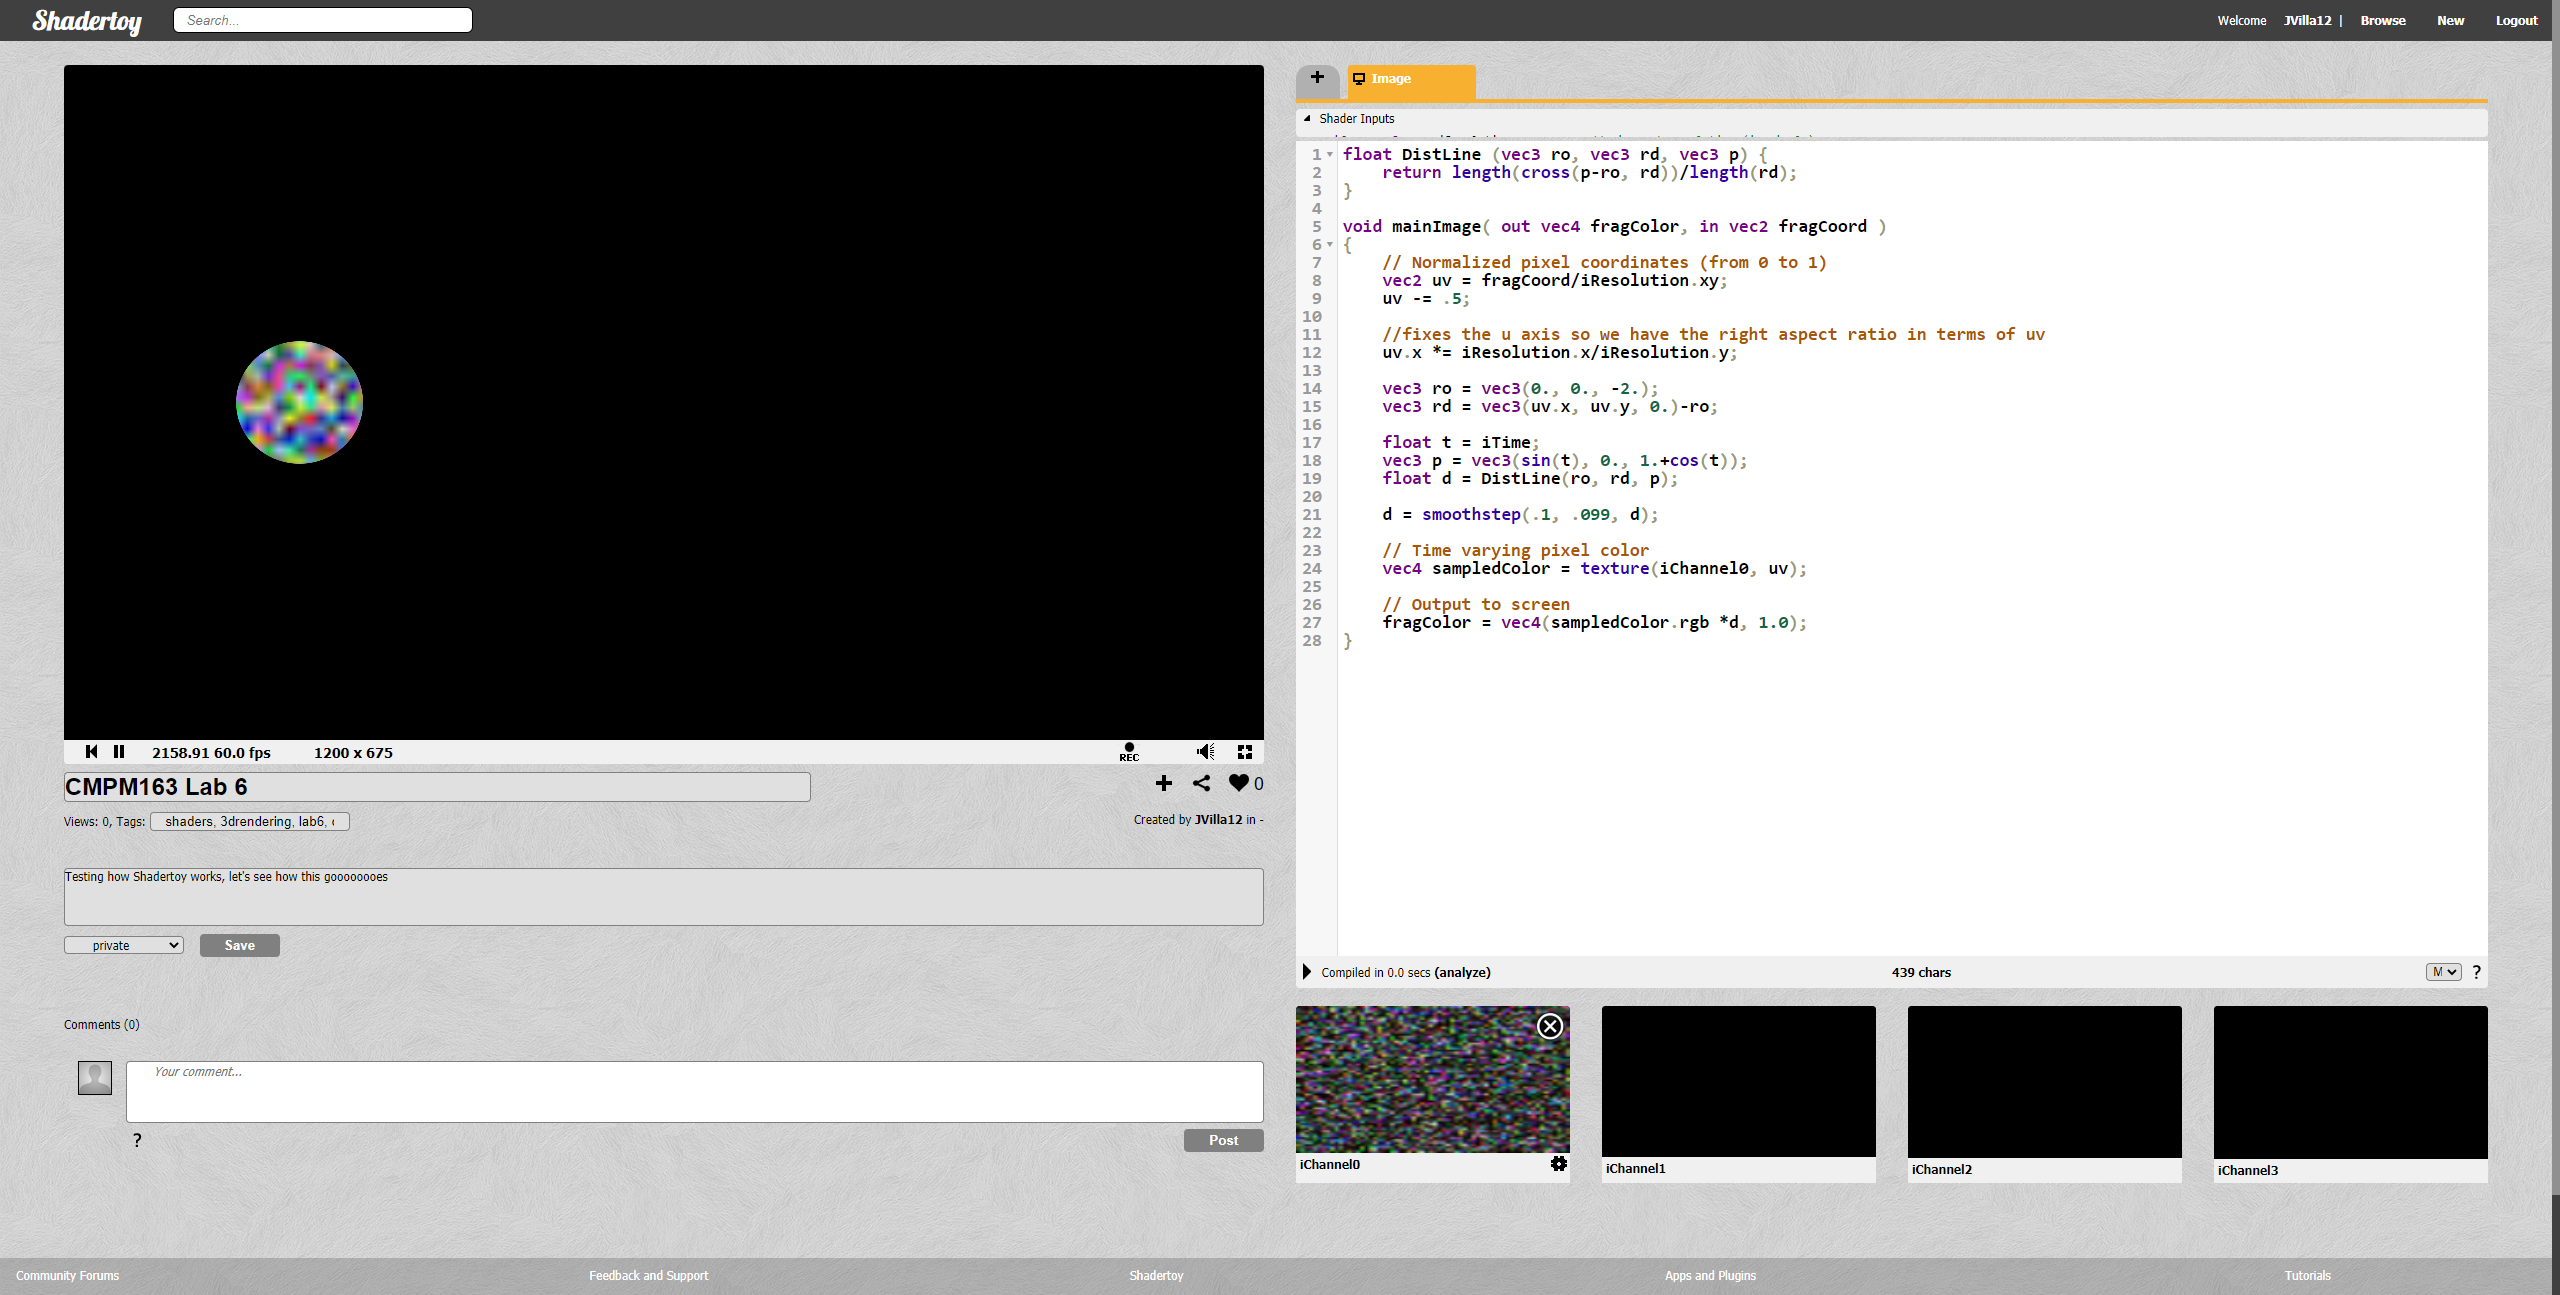 Shadertoy
Search...
Welcome JVilla12 | Browse New Logout
2158.91 60.0 fps 1200 x 675
REC
CMPM163 Lab 6
0
Views: 0, Tags: shaders, 3drendering, lab6,
Created by JVilla12 in -
Testing how Shadertoy works, let's see how this goooooooes
private
Save
Comments (0)
Your comment...
?
Post
+ Image
Shader Inputs
1 float DistLine (vec3 ro, vec3 rd, vec3 p) {
2 return length(cross(p-ro, rd))/length(rd);
3 }
4
5 void mainImage( out vec4 fragColor, in vec2 fragCoord )
6 {
7 // Normalized pixel coordinates (from 0 to 1)
8 vec2 uv = fragCoord/iResolution.xy;
9 uv -= .5;
10
11 //fixes the u axis so we have the right aspect ratio in terms of uv
12 uv.x *= iResolution.x/iResolution.y;
13
14 vec3 ro = vec3(0., 0., -2.);
15 vec3 rd = vec3(uv.x, uv.y, 0.)-ro;
16
17 float t = iTime;
18 vec3 p = vec3(sin(t), 0., 1.+cos(t));
19 float d = DistLine(ro, rd, p);
20
21 d = smoothstep(.1, .099, d);
22
23 // Time varying pixel color
24 vec4 sampledColor = texture(iChannel0, uv);
25
26 // Output to screen
27 fragColor = vec4(sampledColor.rgb *d, 1.0);
28 }
Compiled in 0.0 secs (analyze)
439 chars
M
?
iChannel0
iChannel1
iChannel2
iChannel3
Community Forums
Feedback and Support
Shadertoy
Apps and Plugins
Tutorials